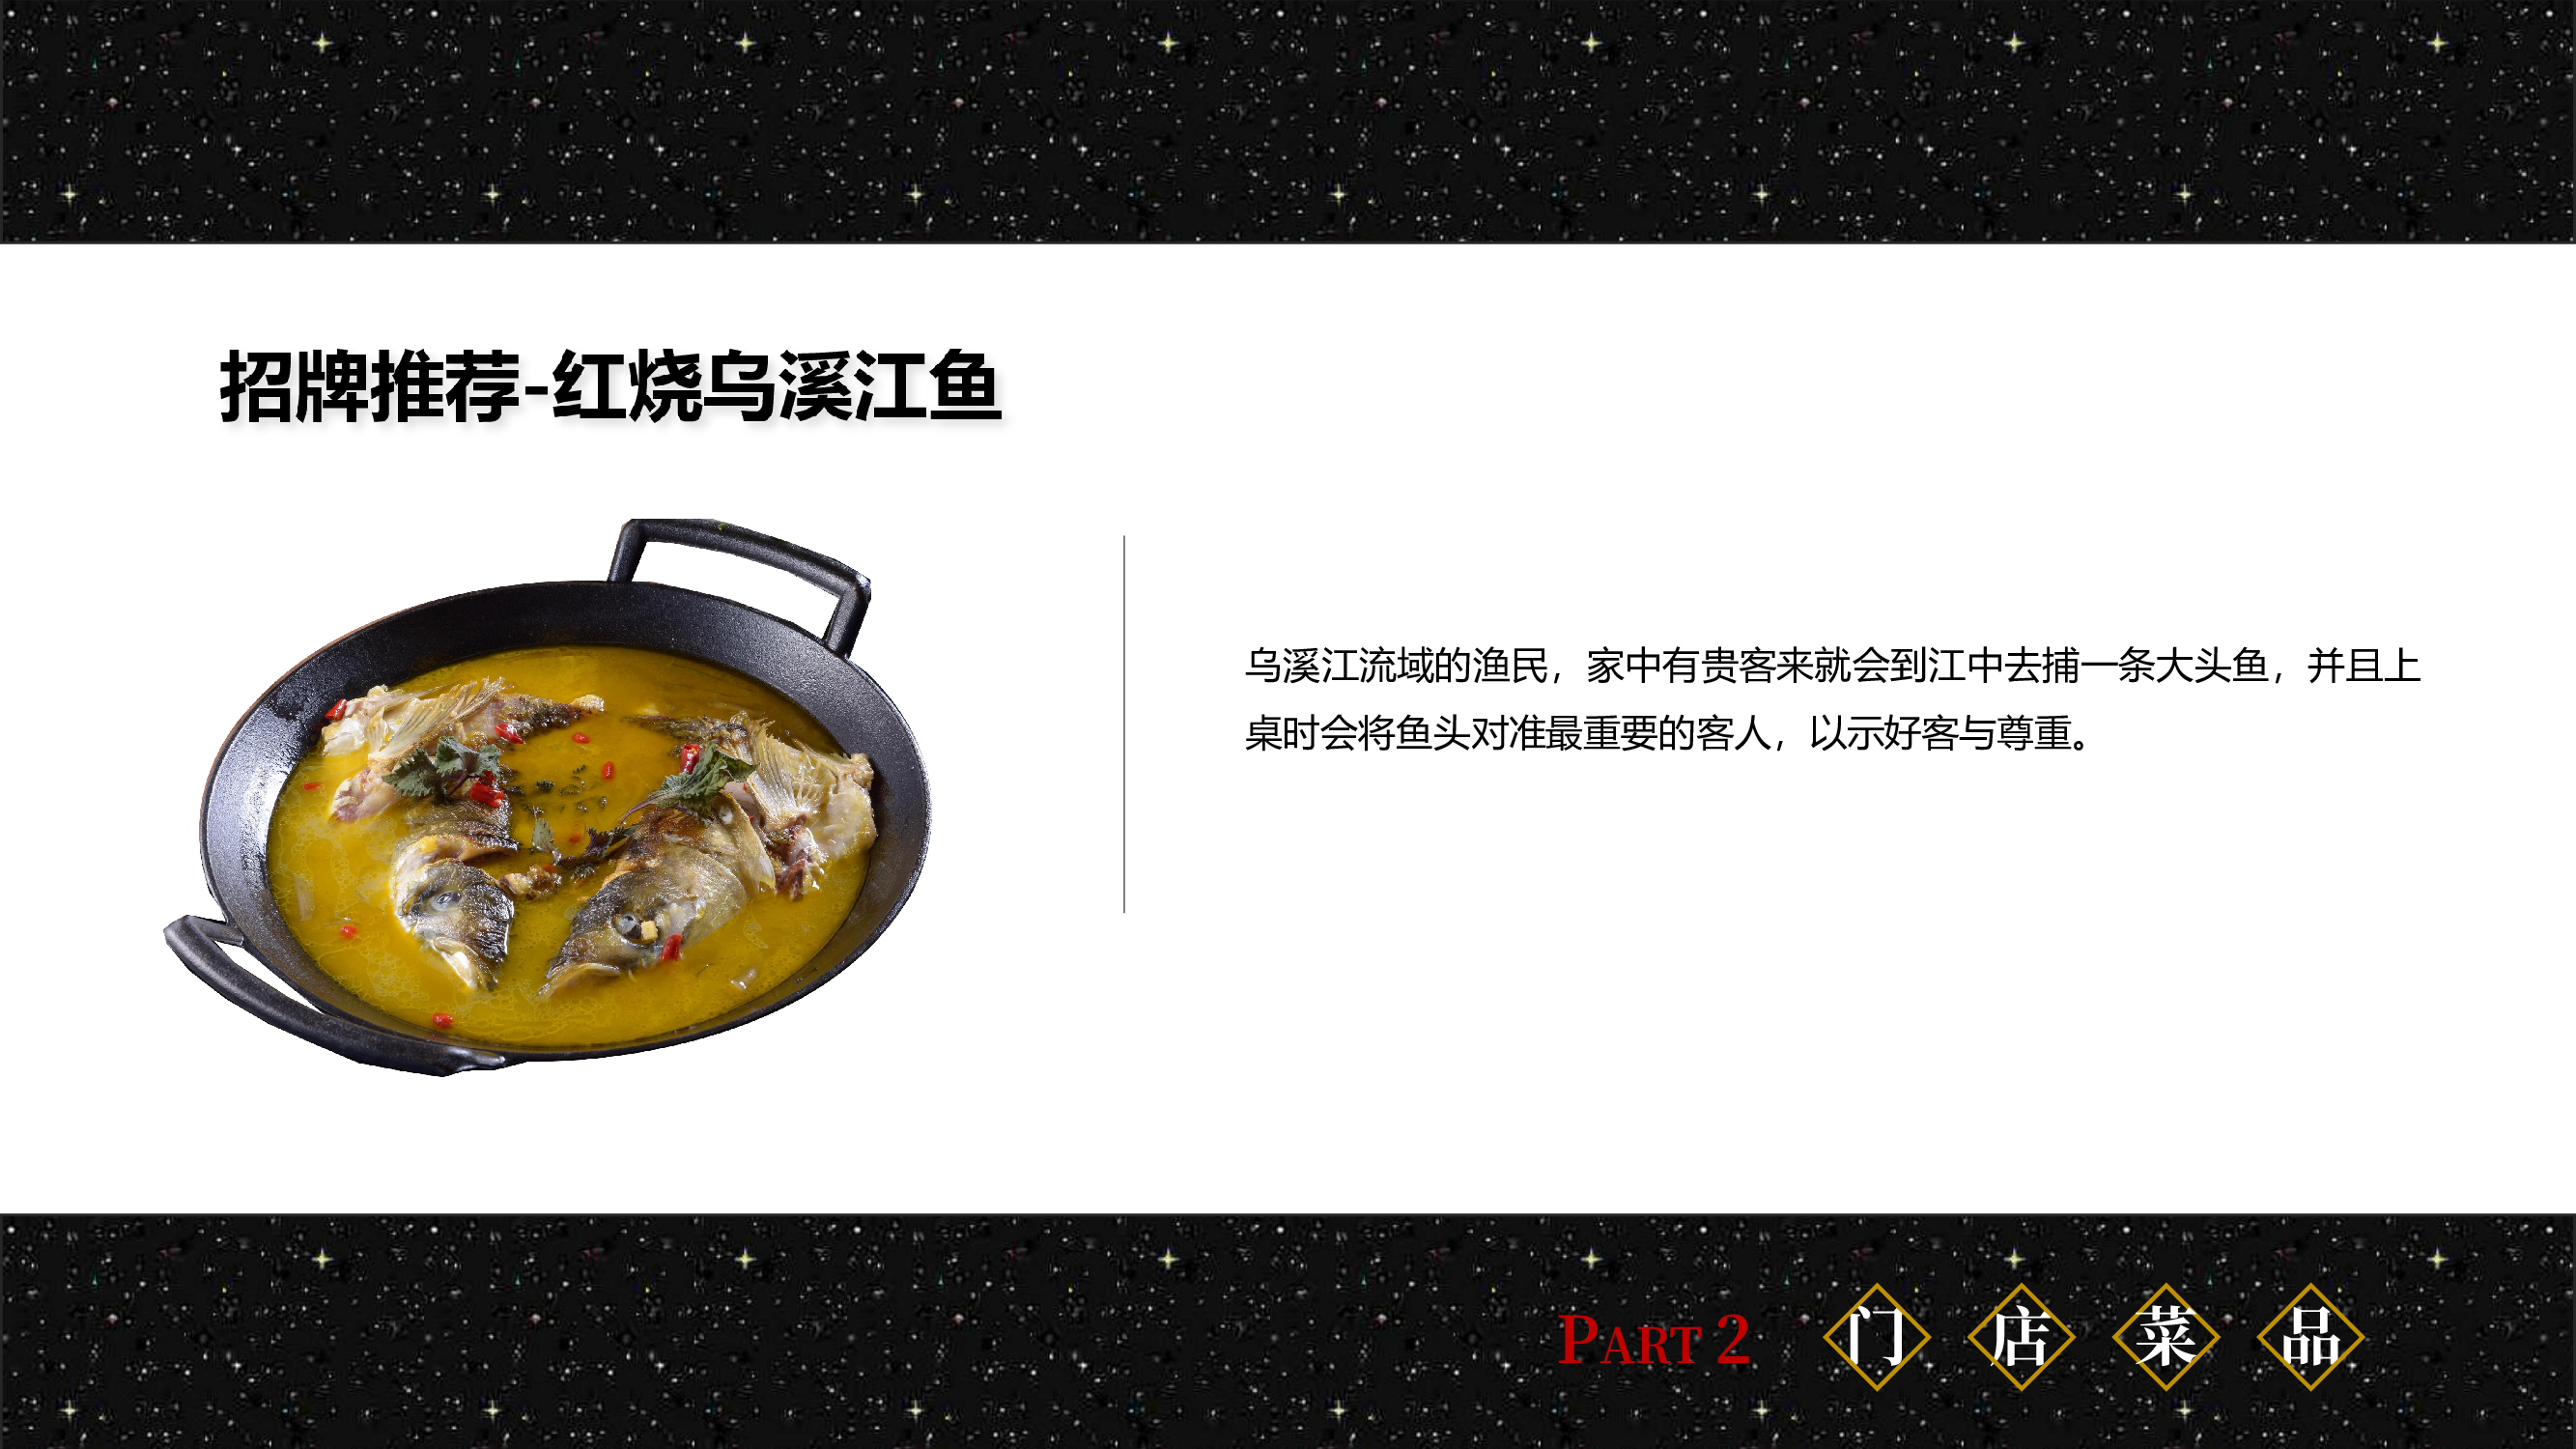 招牌推荐-红烧乌溪江鱼
乌溪江流域的渔民，家中有贵客来就会到江中去捕一条大头鱼，并且上
桌时会将鱼头对准最重要的客人，以示好客与尊重。
PART 2 门店菜品